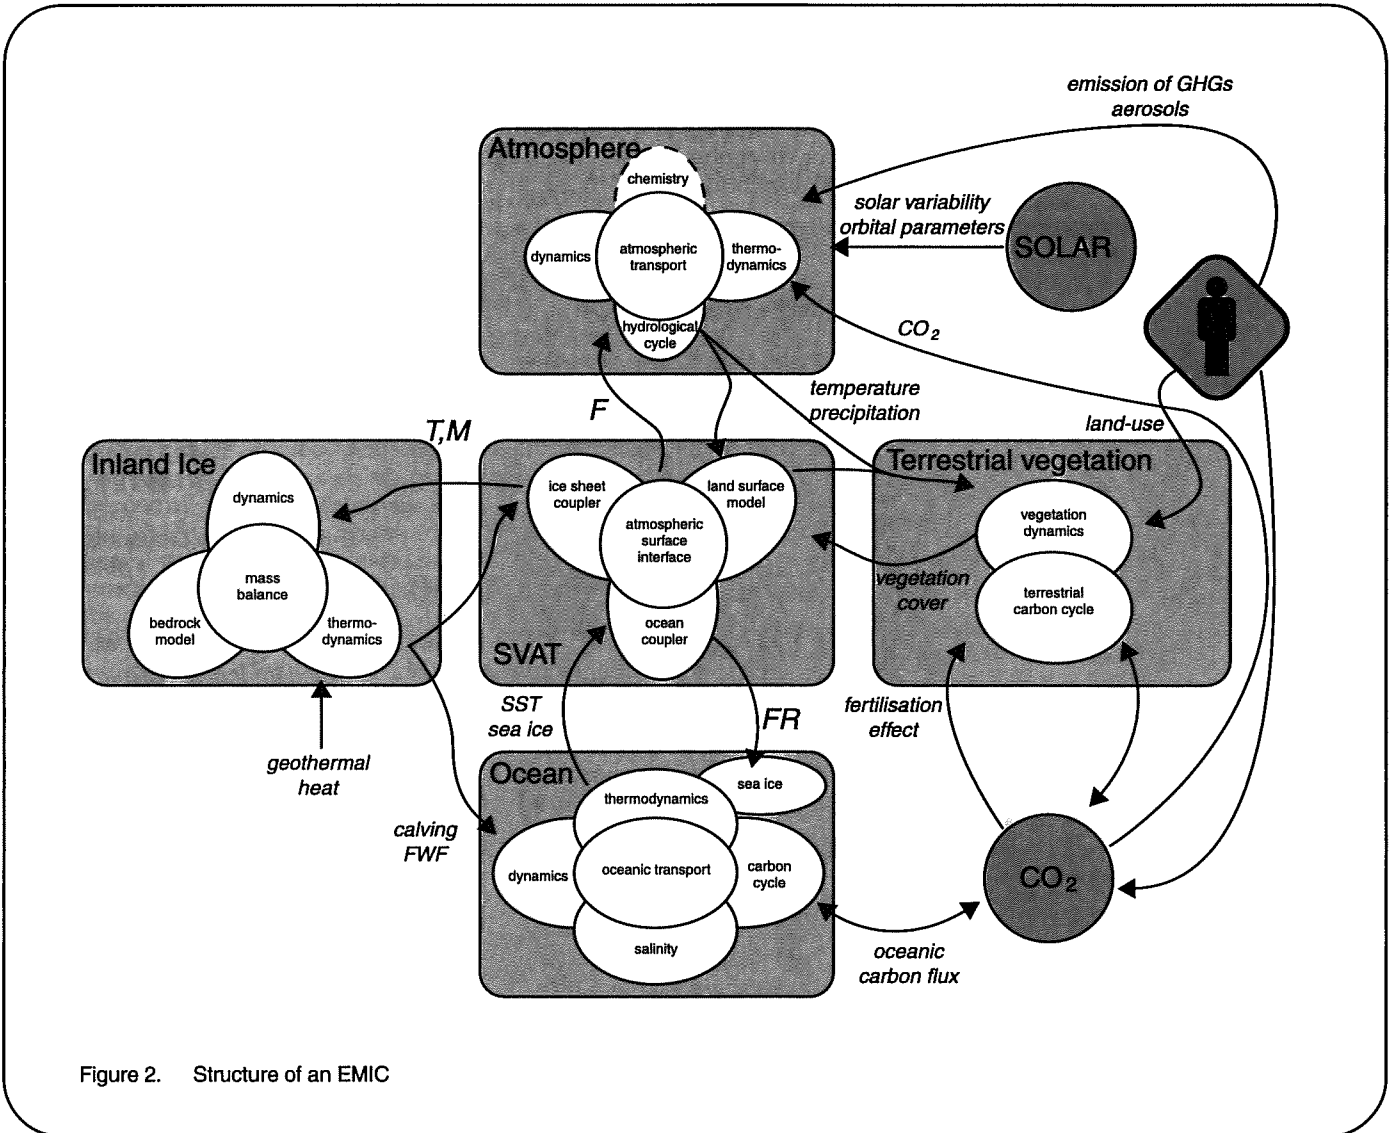 emission of GHGs
aerosols
Atmosphere
chemistry
dynamics
atmospheric
transport
thermo-
dynamics
hydrological
cycle
solar variability
orbital parameters
SOLAR
CO2
temperature
precipitation
land-use
F
T,M
Inland Ice
dynamics
mass
balance
bedrock
model
thermo-
dynamics
geothermal
heat
ice sheet
coupler
land surface
model
atmospheric
surface
interface
ocean
coupler
SVAT
Terrestrial vegetation
vegetation
dynamics
terrestrial
carbon cycle
vegetation
cover
SST
sea ice
FR
fertilisation
effect
calving
FWF
Ocean
sea ice
thermodynamics
dynamics
oceanic transport
carbon
cycle
salinity
CO2
oceanic
carbon flux
Figure 2. Structure of an EMIC